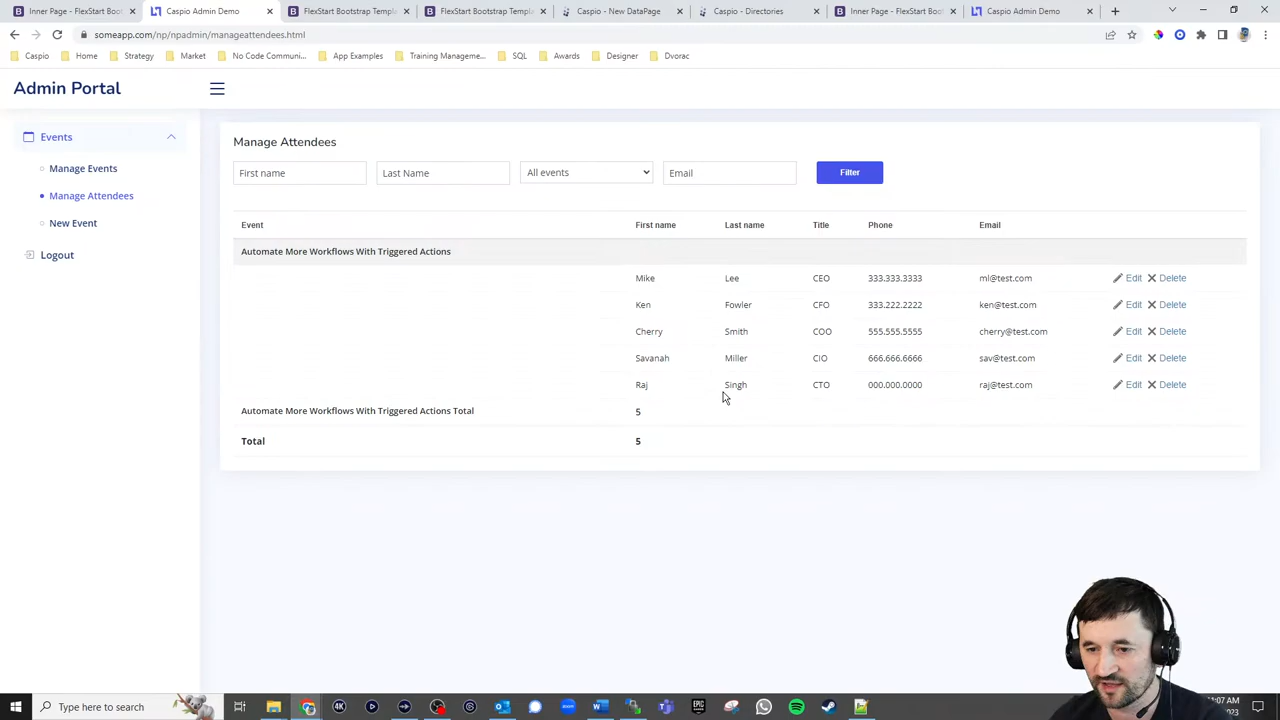 Inner Page - FlexStart Bootstrap
Caspio Admin Demo
FlexStart Bootstrap Templ
FlexStart Bootstrap Templ
Caspio - New DataPage
Caspio - Directories
Inner Page - FlexStart Bootstrap
Caspio Admin Demo
someapp.com/np/npadmin/manageattendees.html
Caspio
Home
Strategy
Market
No Code Communi...
App Examples
Training Manageme...
SQL
Awards
Designer
Dvorac
Admin Portal
Events
Manage Events
Manage Attendees
New Event
Logout
Manage Attendees
First name Last Name All events Email Filter
Event First name Last name Title Phone Email
Automate More Workflows With Triggered Actions
Mike Lee CEO 333.333.3333 ml@test.com Edit Delete
Ken Fowler CFO 333.222.2222 ken@test.com Edit Delete
Cherry Smith COO 555.555.5555 cherry@test.com Edit Delete
Savanah Miller CIO 666.666.6666 sav@test.com Edit Delete
Raj Singh CTO 000.000.0000 raj@test.com Edit Delete
Automate More Workflows With Triggered Actions Total 5
Total 5
Type here to search
4K